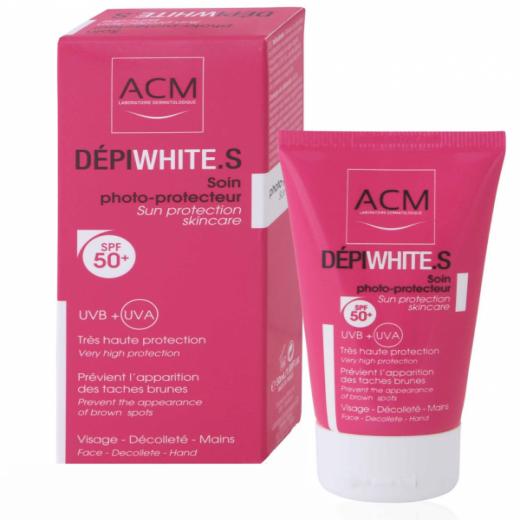 ACM
LABORATOIRE DERMATOLOGIQUE
DÉPIWHITE.S
Soin
photo-protecteur
Sun protection
skincare
SPF
50+
UVB + UVA
Très haute protection
Very high protection
Prévient l'apparition
des taches brunes
Prevent the appearance
of brown spots
Visage - Décolleté - Mains
Face - Decollete - Hand
ACM
LABORATOIRE DERMATOLOGIQUE
DÉPIWHITE.S
Soin
photo-protecteur
Sun protection
skincare
SPF
50+
UVB + UVA
Très haute protection
Very high protection
Prévient l'apparition
des taches brunes
Prevent the appearance
of brown spots
Visage - Décolleté - Mains
Face - Decollete - Hand